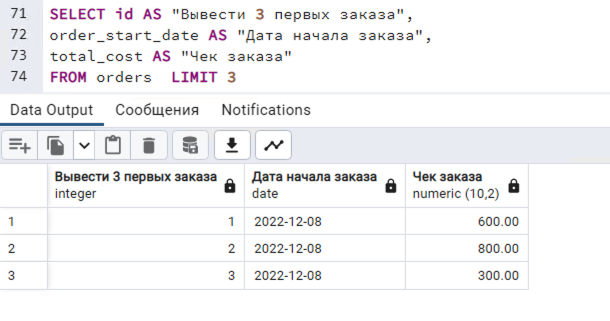 71 SELECT id AS "Вывести 3 первых заказа",
72 order_start_date AS "Дата начала заказа",
73 total_cost AS "Чек заказа"
74 FROM orders  LIMIT 3
Data Output Сообщения Notifications
Вывести 3 первых заказа Дата начала заказа Чек заказа
integer date numeric (10,2)
1 1 2022-12-08 600.00
2 2 2022-12-08 800.00
3 3 2022-12-08 300.00